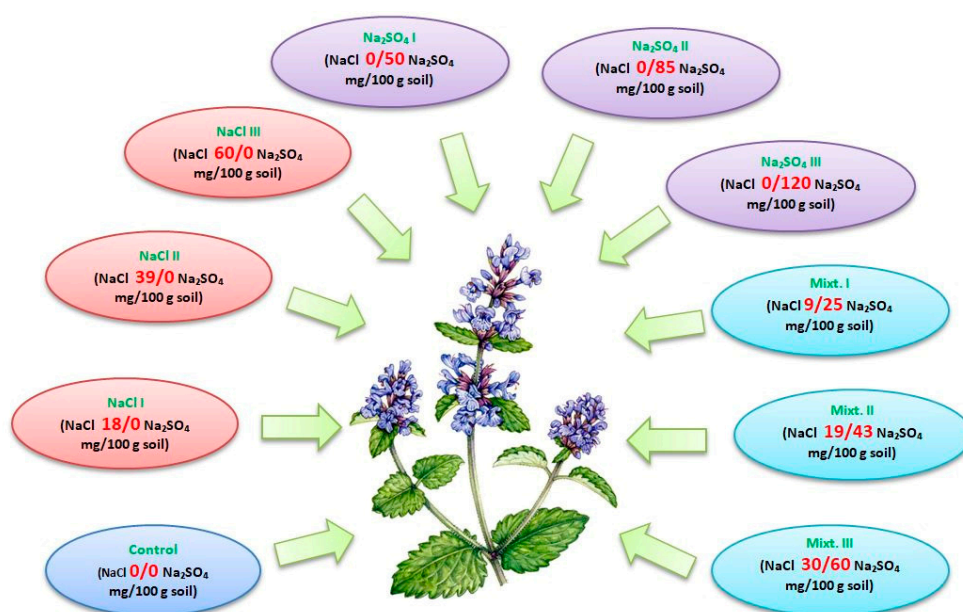 Na₂SO₄ I
(NaCl 0/50 Na₂SO₄
mg/100 g soil)
Na₂SO₄ II
(NaCl 0/85 Na₂SO₄
mg/100 g soil)
NaCl III
(NaCl 60/0 Na₂SO₄
mg/100 g soil)
Na₂SO₄ III
(NaCl 0/120 Na₂SO₄
mg/100 g soil)
NaCl II
(NaCl 39/0 Na₂SO₄
mg/100 g soil)
Mixt. I
(NaCl 9/25 Na₂SO₄
mg/100 g soil)
NaCl I
(NaCl 18/0 Na₂SO₄
mg/100 g soil)
Mixt. II
(NaCl 19/43 Na₂SO₄
mg/100 g soil)
Control
(NaCl 0/0 Na₂SO₄
mg/100 g soil)
Mixt. III
(NaCl 30/60 Na₂SO₄
mg/100 g soil)